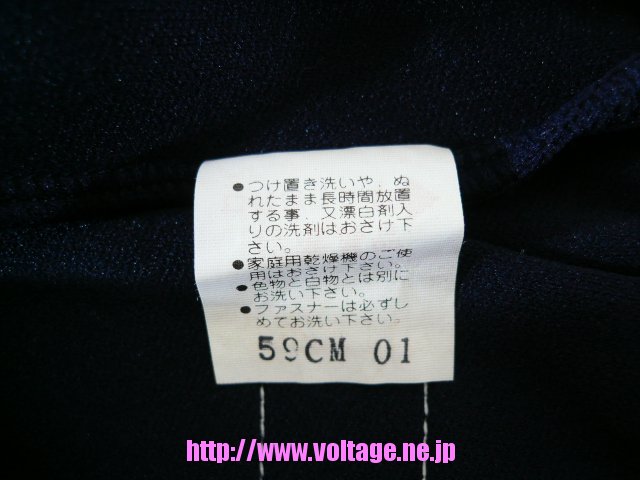 ●つけ置き洗いや、ぬ
れたまま長時間放置
する事、又漂白剤入
りの洗剤はおさけ下
さい。
●家庭用乾燥機のご使
用はおさけ下さい。
●色物と白物とは別に
お洗い下さい。
●ファスナーは必ずし
めてお洗い下さい。
59CM 01
http://www.voltage.ne.jp